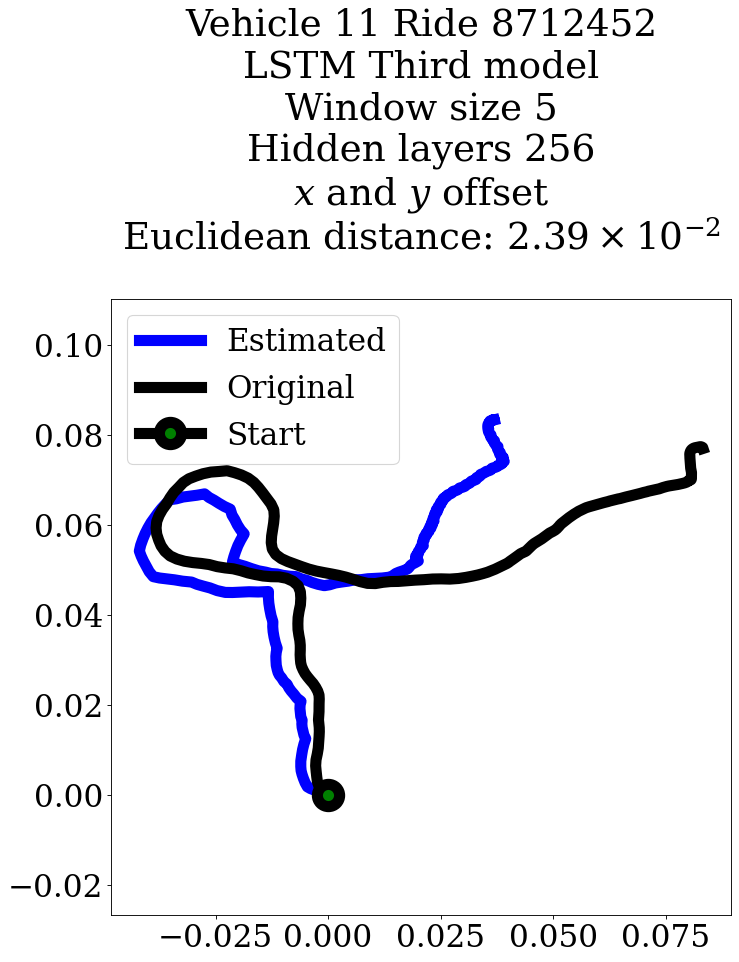 Vehicle 11 Ride 8712452
LSTM Third model
Window size 5
Hidden layers 256
x and y offset
Euclidean distance: 2.39 × 10⁻²
Estimated
Original
Start
0.10
0.08
0.06
0.04
0.02
0.00
−0.02
−0.025 0.000 0.025 0.050 0.075